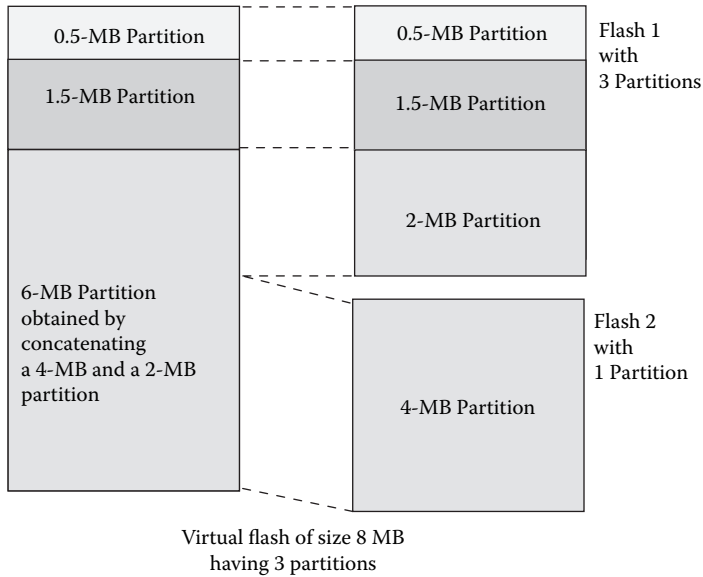 0.5-MB Partition
1.5-MB Partition
6-MB Partition
obtained by
concatenating
a 4-MB and a 2-MB
partition
0.5-MB Partition
1.5-MB Partition
2-MB Partition
4-MB Partition
Flash 1
with
3 Partitions
Flash 2
with
1 Partition
Virtual flash of size 8 MB
having 3 partitions